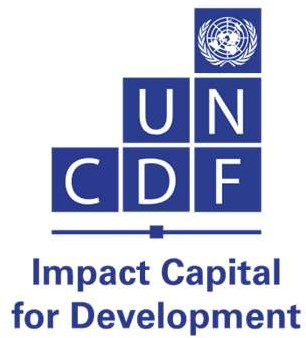 UN
CDF
Impact Capital
for Development